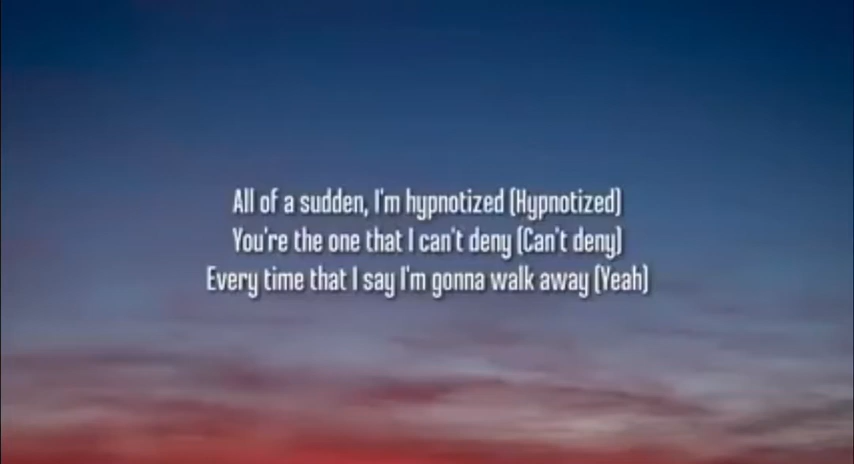 All of a sudden, I'm hypnotized (Hypnotized)
You're the one that I can't deny (Can't deny)
Every time that I say I'm gonna walk away (Yeah)